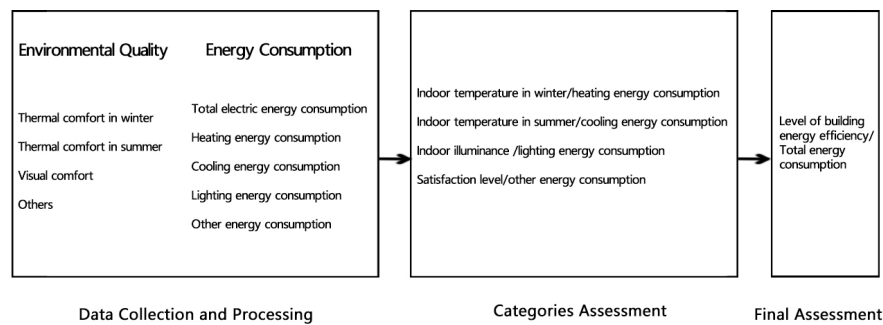 Environmental Quality
Thermal comfort in winter
Thermal comfort in summer
Visual comfort
Others
Energy Consumption
Total electric energy consumption
Heating energy consumption
Cooling energy consumption
Lighting energy consumption
Other energy consumption
Data Collection and Processing
Indoor temperature in winter/heating energy consumption
Indoor temperature in summer/cooling energy consumption
Indoor illuminance /lighting energy consumption
Satisfaction level/other energy consumption
Categories Assessment
Level of building
energy efficiency/
Total energy
consumption
Final Assessment